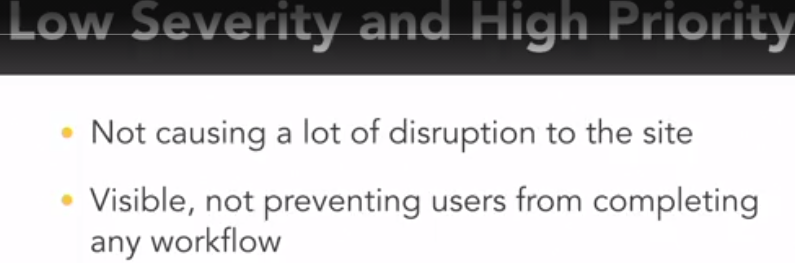 Low Severity and High Priority
Not causing a lot of disruption to the site
Visible, not preventing users from completing
any workflow